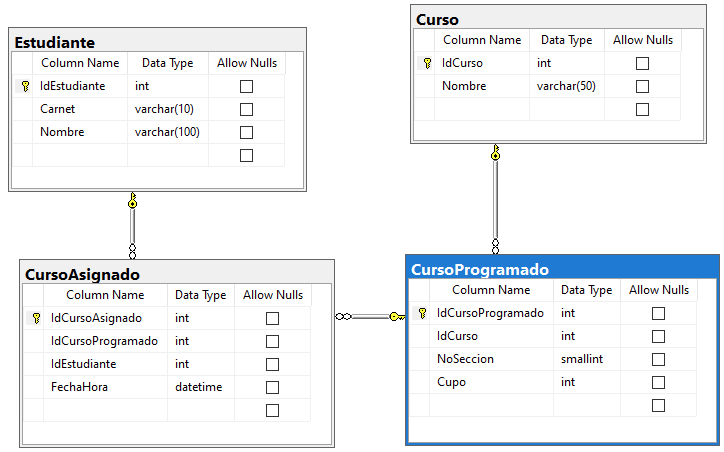 Estudiante
Column Name Data Type Allow Nulls
IdEstudiante int
Carnet varchar(10)
Nombre varchar(100)
Curso
Column Name Data Type Allow Nulls
IdCurso int
Nombre varchar(50)
CursoAsignado
Column Name Data Type Allow Nulls
IdCursoAsignado int
IdCursoProgramado int
IdEstudiante int
FechaHora datetime
CursoProgramado
Column Name Data Type Allow Nulls
IdCursoProgramado int
IdCurso int
NoSeccion smallint
Cupo int